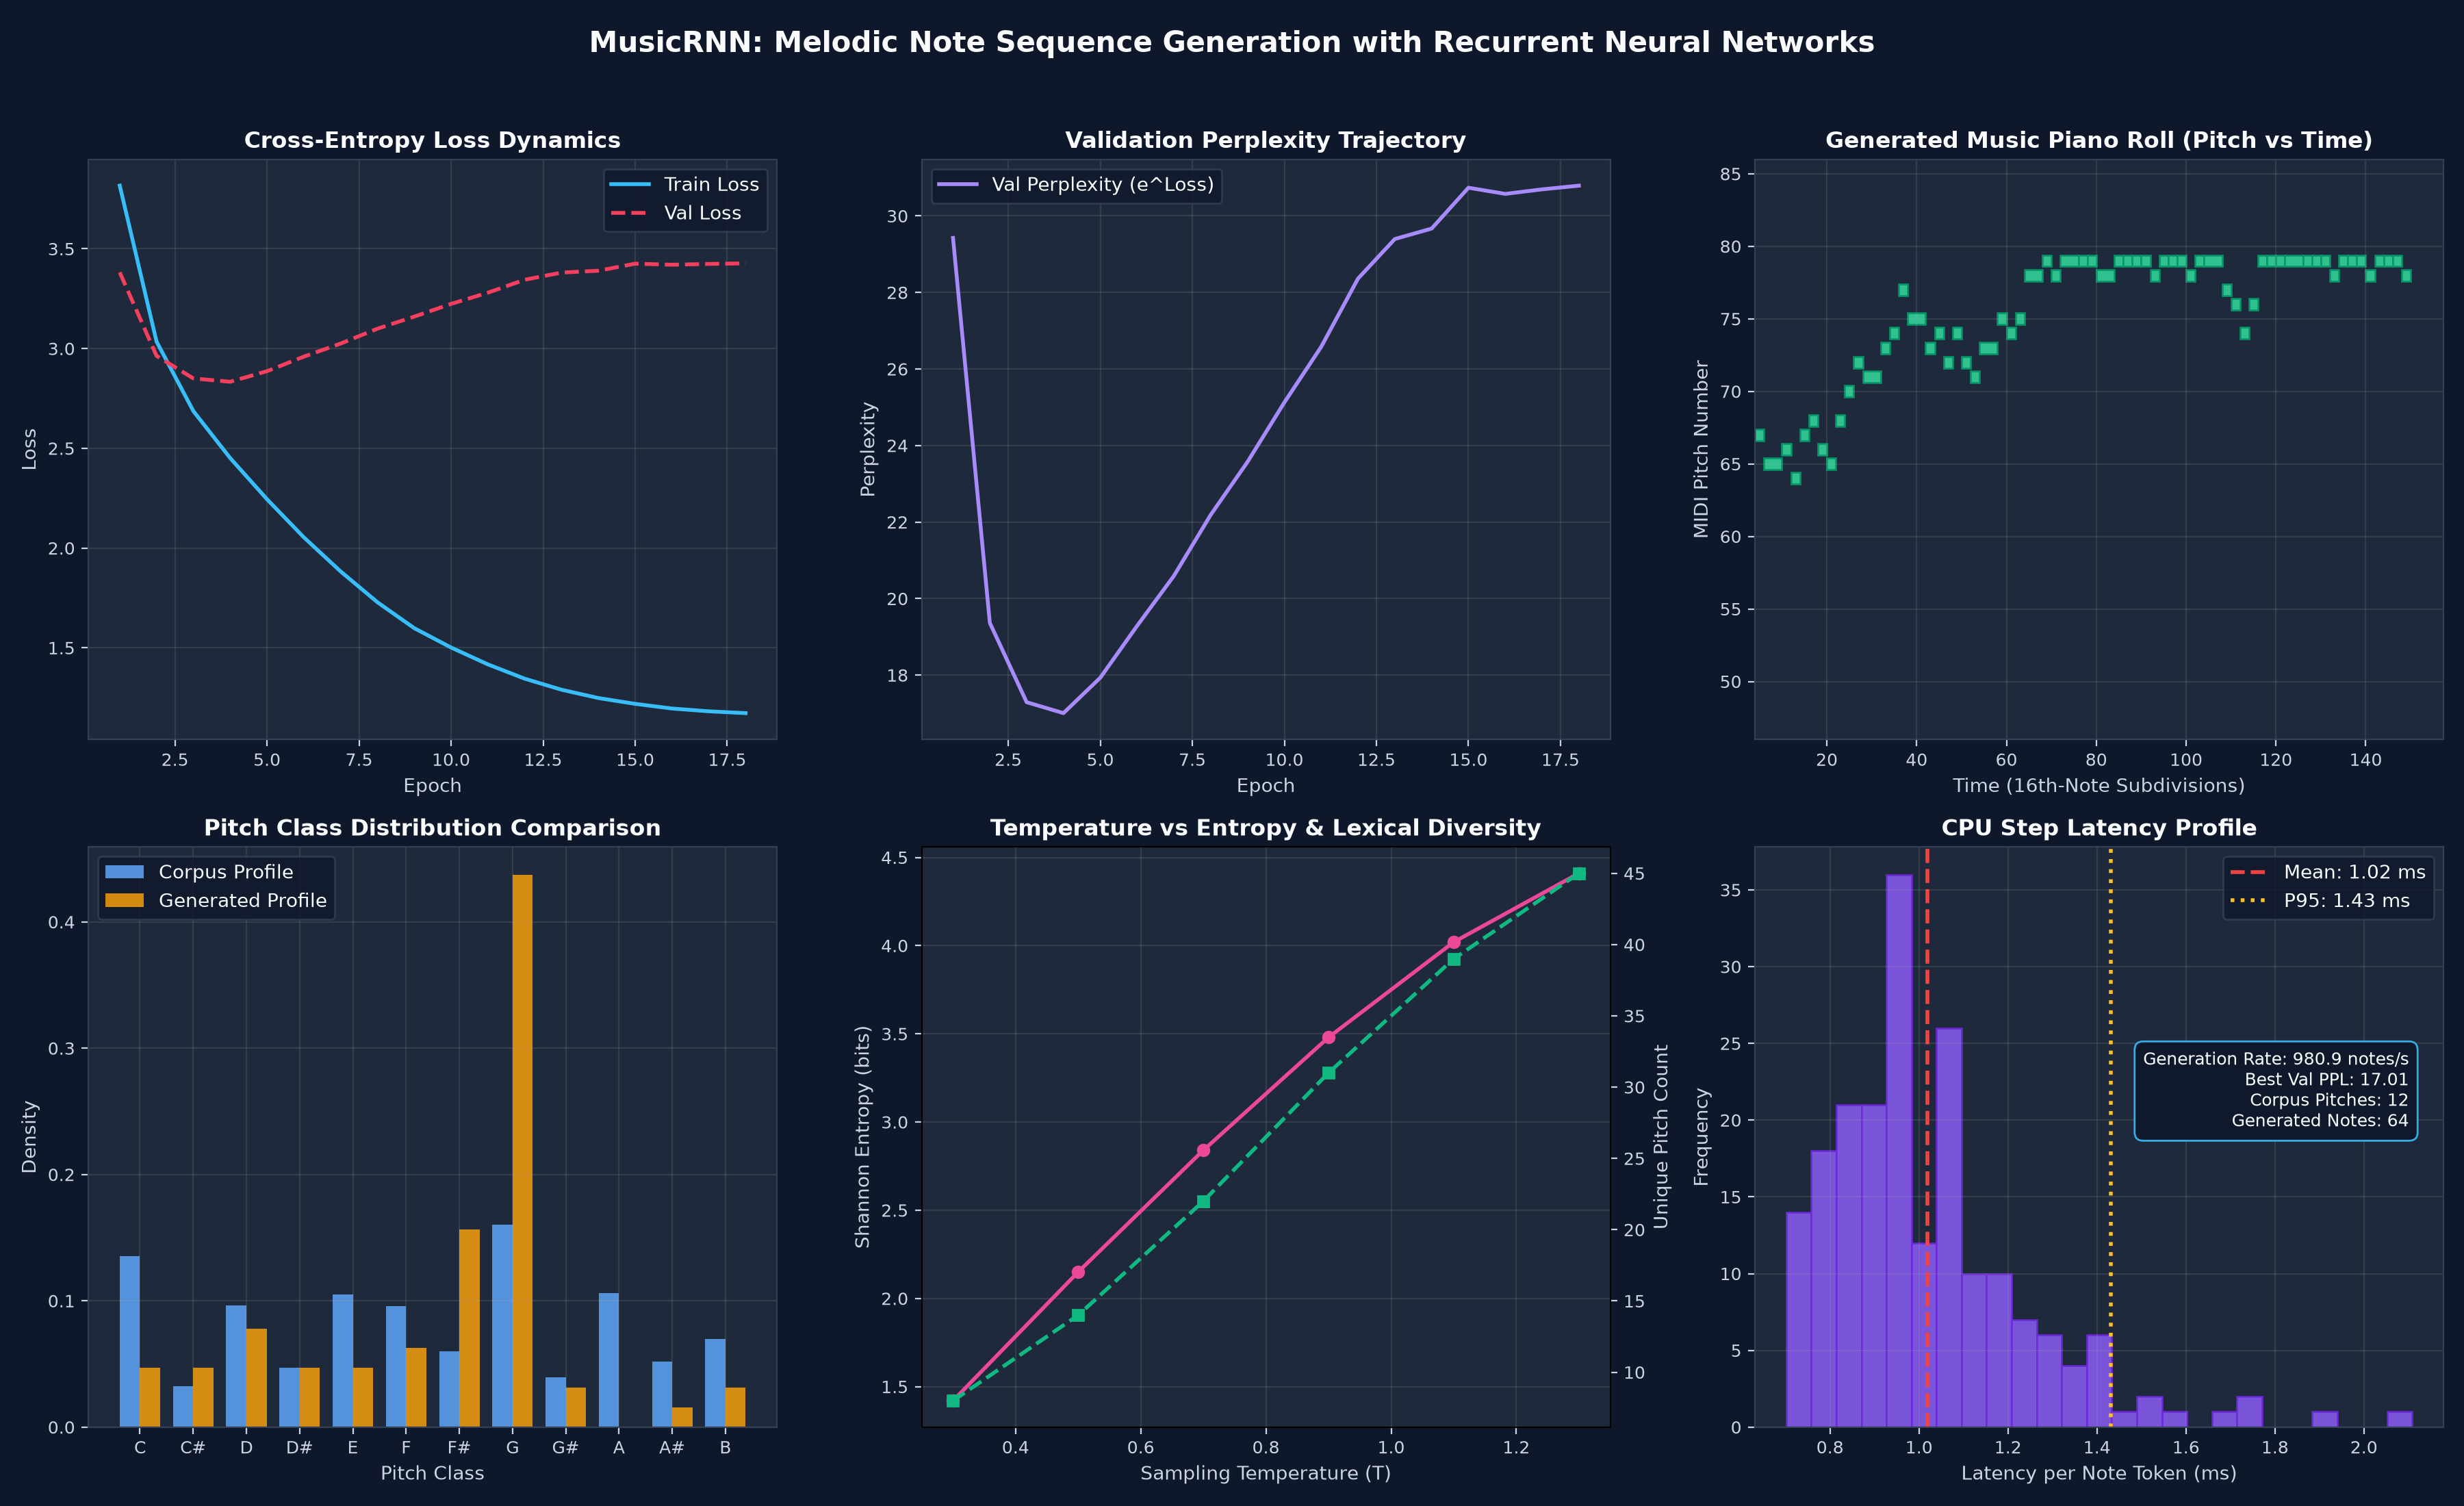 MusicRNN: Melodic Note Sequence Generation with Recurrent Neural Networks
Cross-Entropy Loss Dynamics
Train Loss
Val Loss
Loss
3.5
3.0
2.5
2.0
1.5
2.5 5.0 7.5 10.0 12.5 15.0 17.5
Epoch
Validation Perplexity Trajectory
Val Perplexity (e^Loss)
Perplexity
30
28
26
24
22
20
18
2.5 5.0 7.5 10.0 12.5 15.0 17.5
Epoch
Generated Music Piano Roll (Pitch vs Time)
MIDI Pitch Number
85
80
75
70
65
60
55
50
20 40 60 80 100 120 140
Time (16th-Note Subdivisions)
Pitch Class Distribution Comparison
Corpus Profile
Generated Profile
Density
0.4
0.3
0.2
0.1
0.0
C C# D D# E F F# G G# A A# B
Pitch Class
Temperature vs Entropy & Lexical Diversity
Shannon Entropy (bits)
4.5
4.0
3.5
3.0
2.5
2.0
1.5
0.4 0.6 0.8 1.0 1.2
Sampling Temperature (T)
45
40
35
30
25
20
15
10
Unique Pitch Count
CPU Step Latency Profile
Mean: 1.02 ms
P95: 1.43 ms
Generation Rate: 980.9 notes/s
Best Val PPL: 17.01
Corpus Pitches: 12
Generated Notes: 64
Frequency
35
30
25
20
15
10
5
0
0.8 1.0 1.2 1.4 1.6 1.8 2.0
Latency per Note Token (ms)